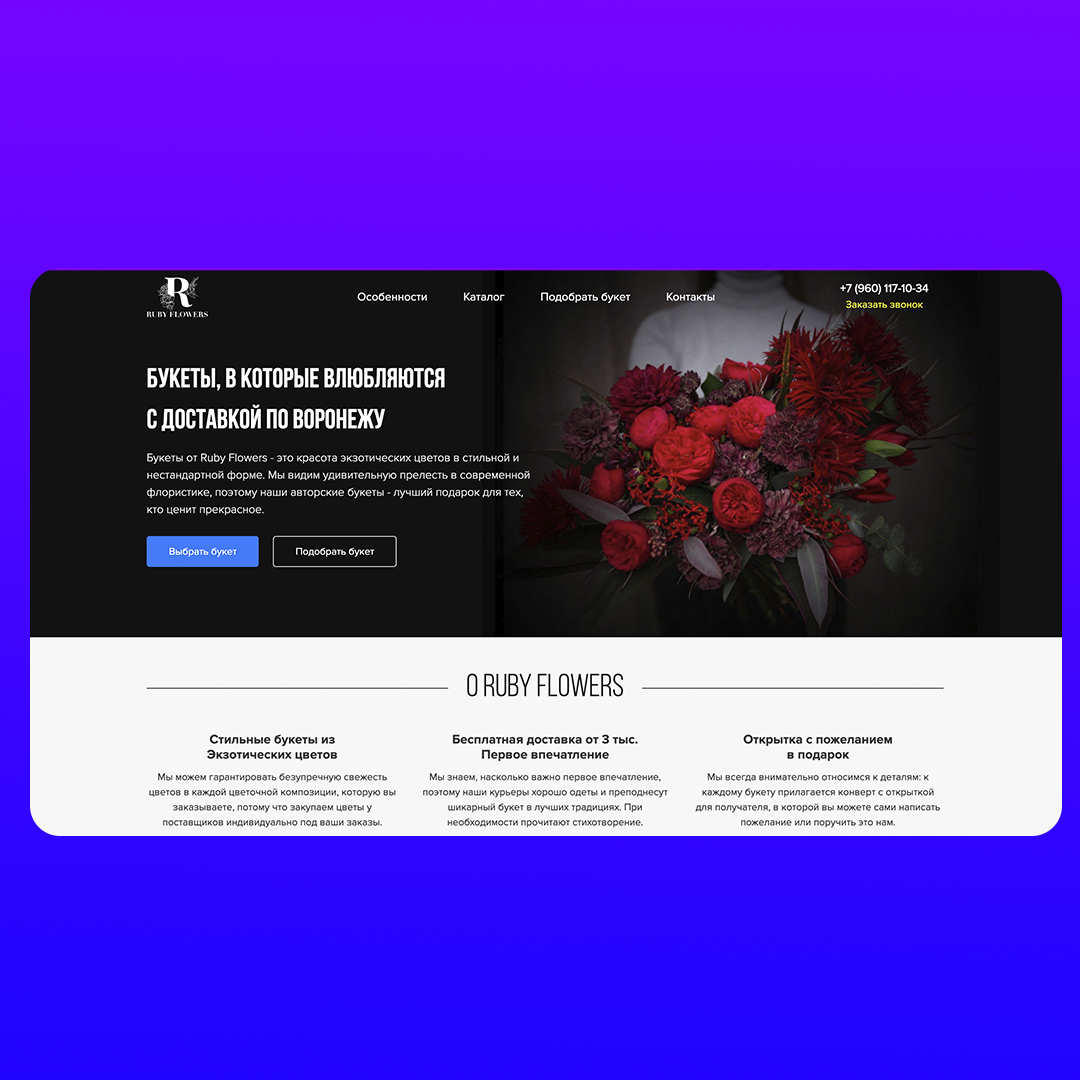 R
RUBY FLOWERS
Особенности Каталог Подобрать букет Контакты
+7 (960) 117-10-34
Заказать звонок
БУКЕТЫ, В КОТОРЫЕ ВЛЮБЛЯЮТСЯ
С ДОСТАВКОЙ ПО ВОРОНЕЖУ
Букеты от Ruby Flowers - это красота экзотических цветов в стильной и
нестандартной форме. Мы видим удивительную прелесть в современной
флористике, поэтому наши авторские букеты - лучший подарок для тех,
кто ценит прекрасное.
Выбрать букет Подобрать букет
О RUBY FLOWERS
Стильные букеты из
Экзотических цветов
Мы можем гарантировать безупречную свежесть
цветов в каждой цветочной композиции, которую вы
заказываете, потому что закупаем цветы у
поставщиков индивидуально под ваши заказы.
Бесплатная доставка от 3 тыс.
Первое впечатление
Мы знаем, насколько важно первое впечатление,
поэтому наши курьеры хорошо одеты и преподнесут
шикарный букет в лучших традициях. При
необходимости прочитают стихотворение.
Открытка с пожеланием
в подарок
Мы всегда внимательно относимся к деталям: к
каждому букету прилагается конверт с открыткой
для получателя, в которой вы можете сами написать
пожелание или поручить это нам.